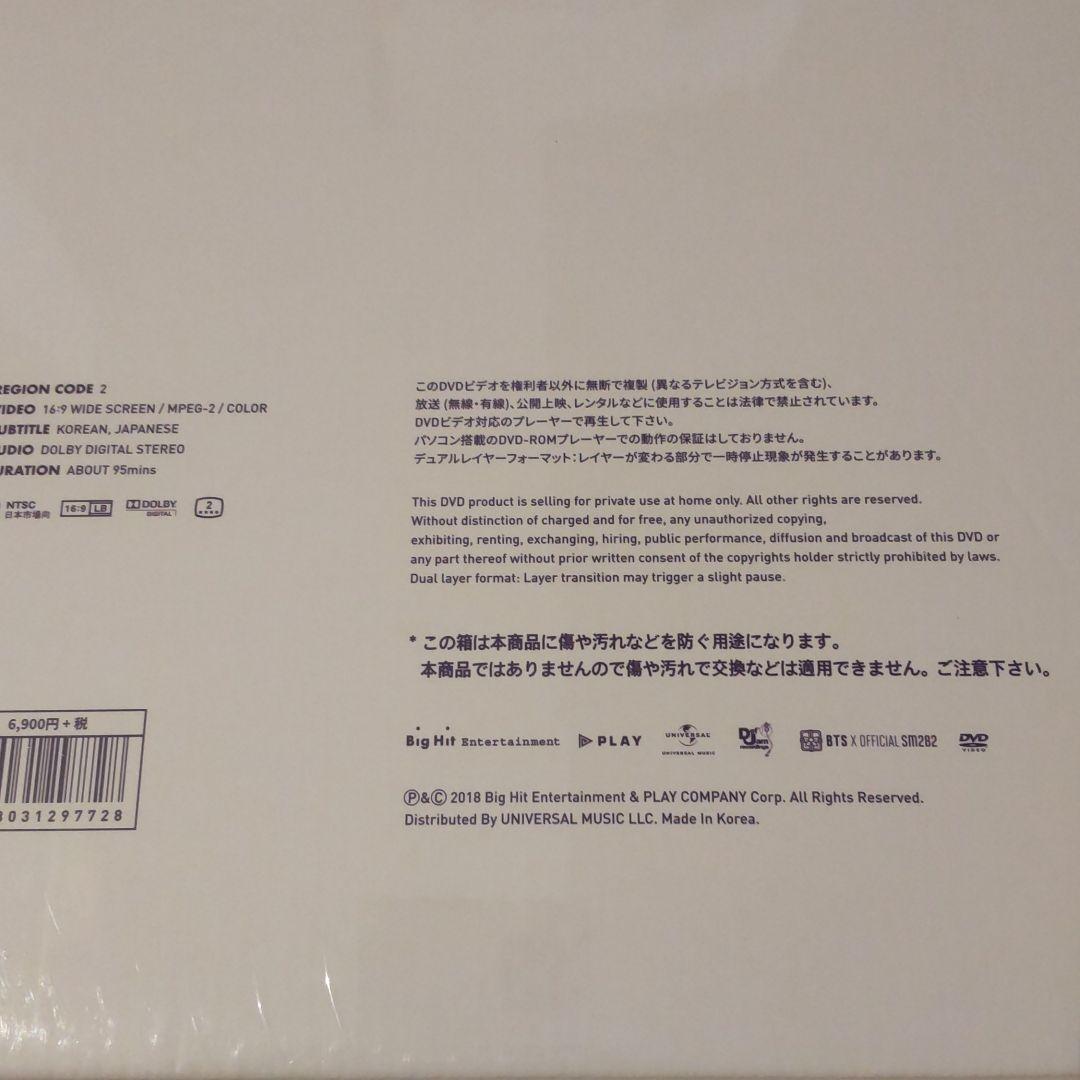 REGION CODE 2
VIDEO 16:9 WIDE SCREEN / MPEG-2 / COLOR
SUBTITLE KOREAN, JAPANESE
AUDIO DOLBY DIGITAL STEREO
DURATION ABOUT 95mins
NTSC
日本市場向
16:9 LB
DOLBY
DIGITAL
2
6,900円+税
8031297728
このDVDビデオを権利者以外に無断で複製 (異なるテレビジョン方式を含む)、
放送 (無線・有線)、公開上映、レンタルなどに使用することは法律で禁止されています。
DVDビデオ対応のプレーヤーで再生して下さい。
パソコン搭載のDVD-ROMプレーヤーでの動作の保証はしておりません。
デュアルレイヤーフォーマット:レイヤーが変わる部分で一時停止現象が発生することがあります。
This DVD product is selling for private use at home only. All other rights are reserved.
Without distinction of charged and for free, any unauthorized copying,
exhibiting, renting, exchanging, hiring, public performance, diffusion and broadcast of this DVD or
any part thereof without prior written consent of the copyrights holder strictly prohibited by laws.
Dual layer format: Layer transition may trigger a slight pause.
* この箱は本商品に傷や汚れなどを防ぐ用途になります。
本商品ではありませんので傷や汚れで交換などは適用できません。ご注意下さい。
Big Hit Entertainment PLAY UNIVERSAL UNIVERSAL MUSIC Def Jam recordings BTS X OFFICIAL SM282 DVD VIDEO
Ⓟ&Ⓒ 2018 Big Hit Entertainment & PLAY COMPANY Corp. All Rights Reserved.
Distributed By UNIVERSAL MUSIC LLC. Made In Korea.